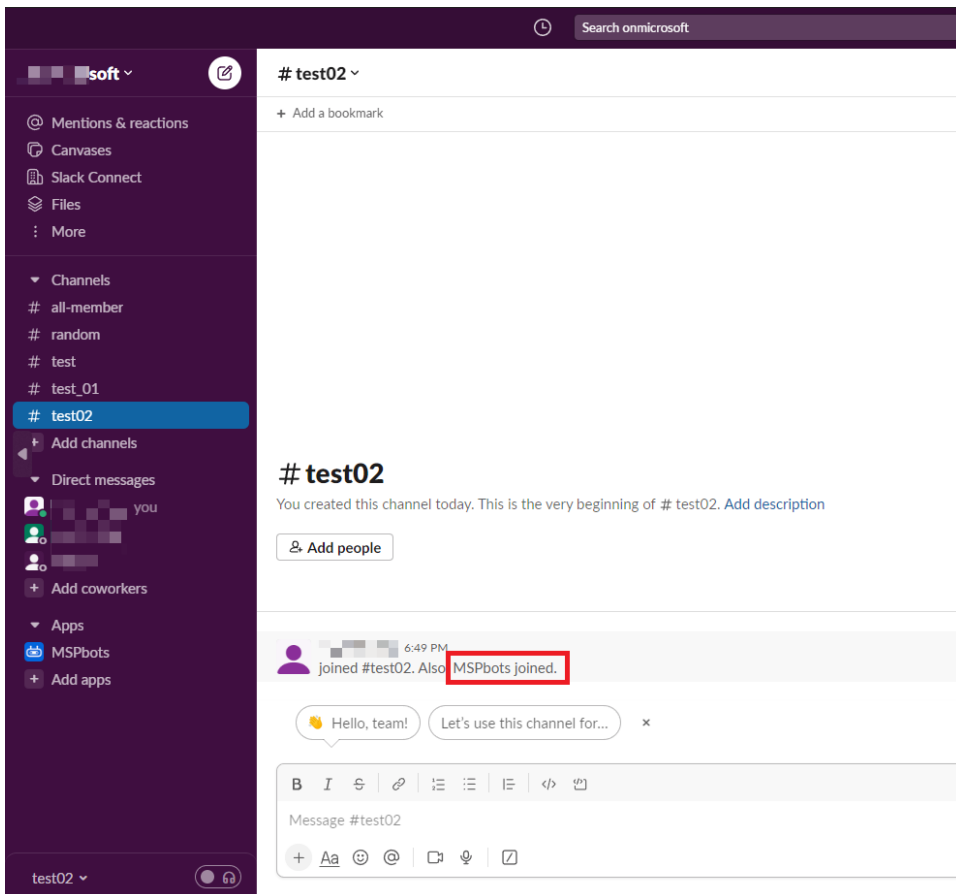 Search onmicrosoft
soft
# test02
+ Add a bookmark
@ Mentions & reactions
Canvases
Slack Connect
Files
More
Channels
# all-member
# random
# test
# test_01
# test02
+ Add channels
Direct messages
you
+ Add coworkers
Apps
MSPbots
+ Add apps
# test02
You created this channel today. This is the very beginning of # test02. Add description
Add people
6:49 PM
joined #test02. Also MSPbots joined.
Hello, team!
Let's use this channel for...
B I S
Message #test02
+ Aa @
test02